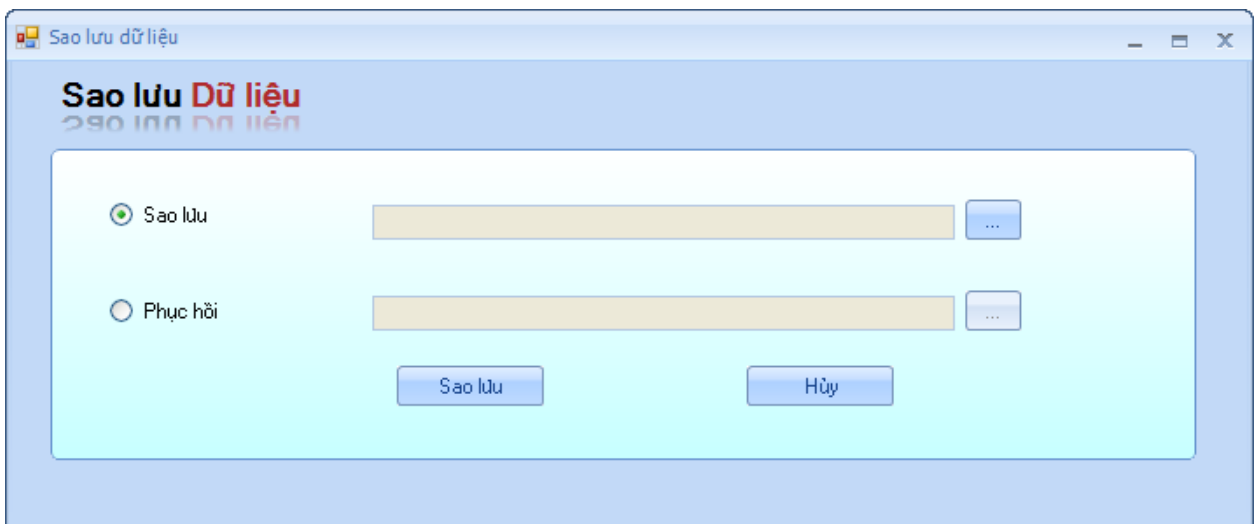 Sao lưu dữ liệu
Sao lưu Dữ liệu
Sao lưu
...
Phục hồi
...
Sao lưu
Hủy